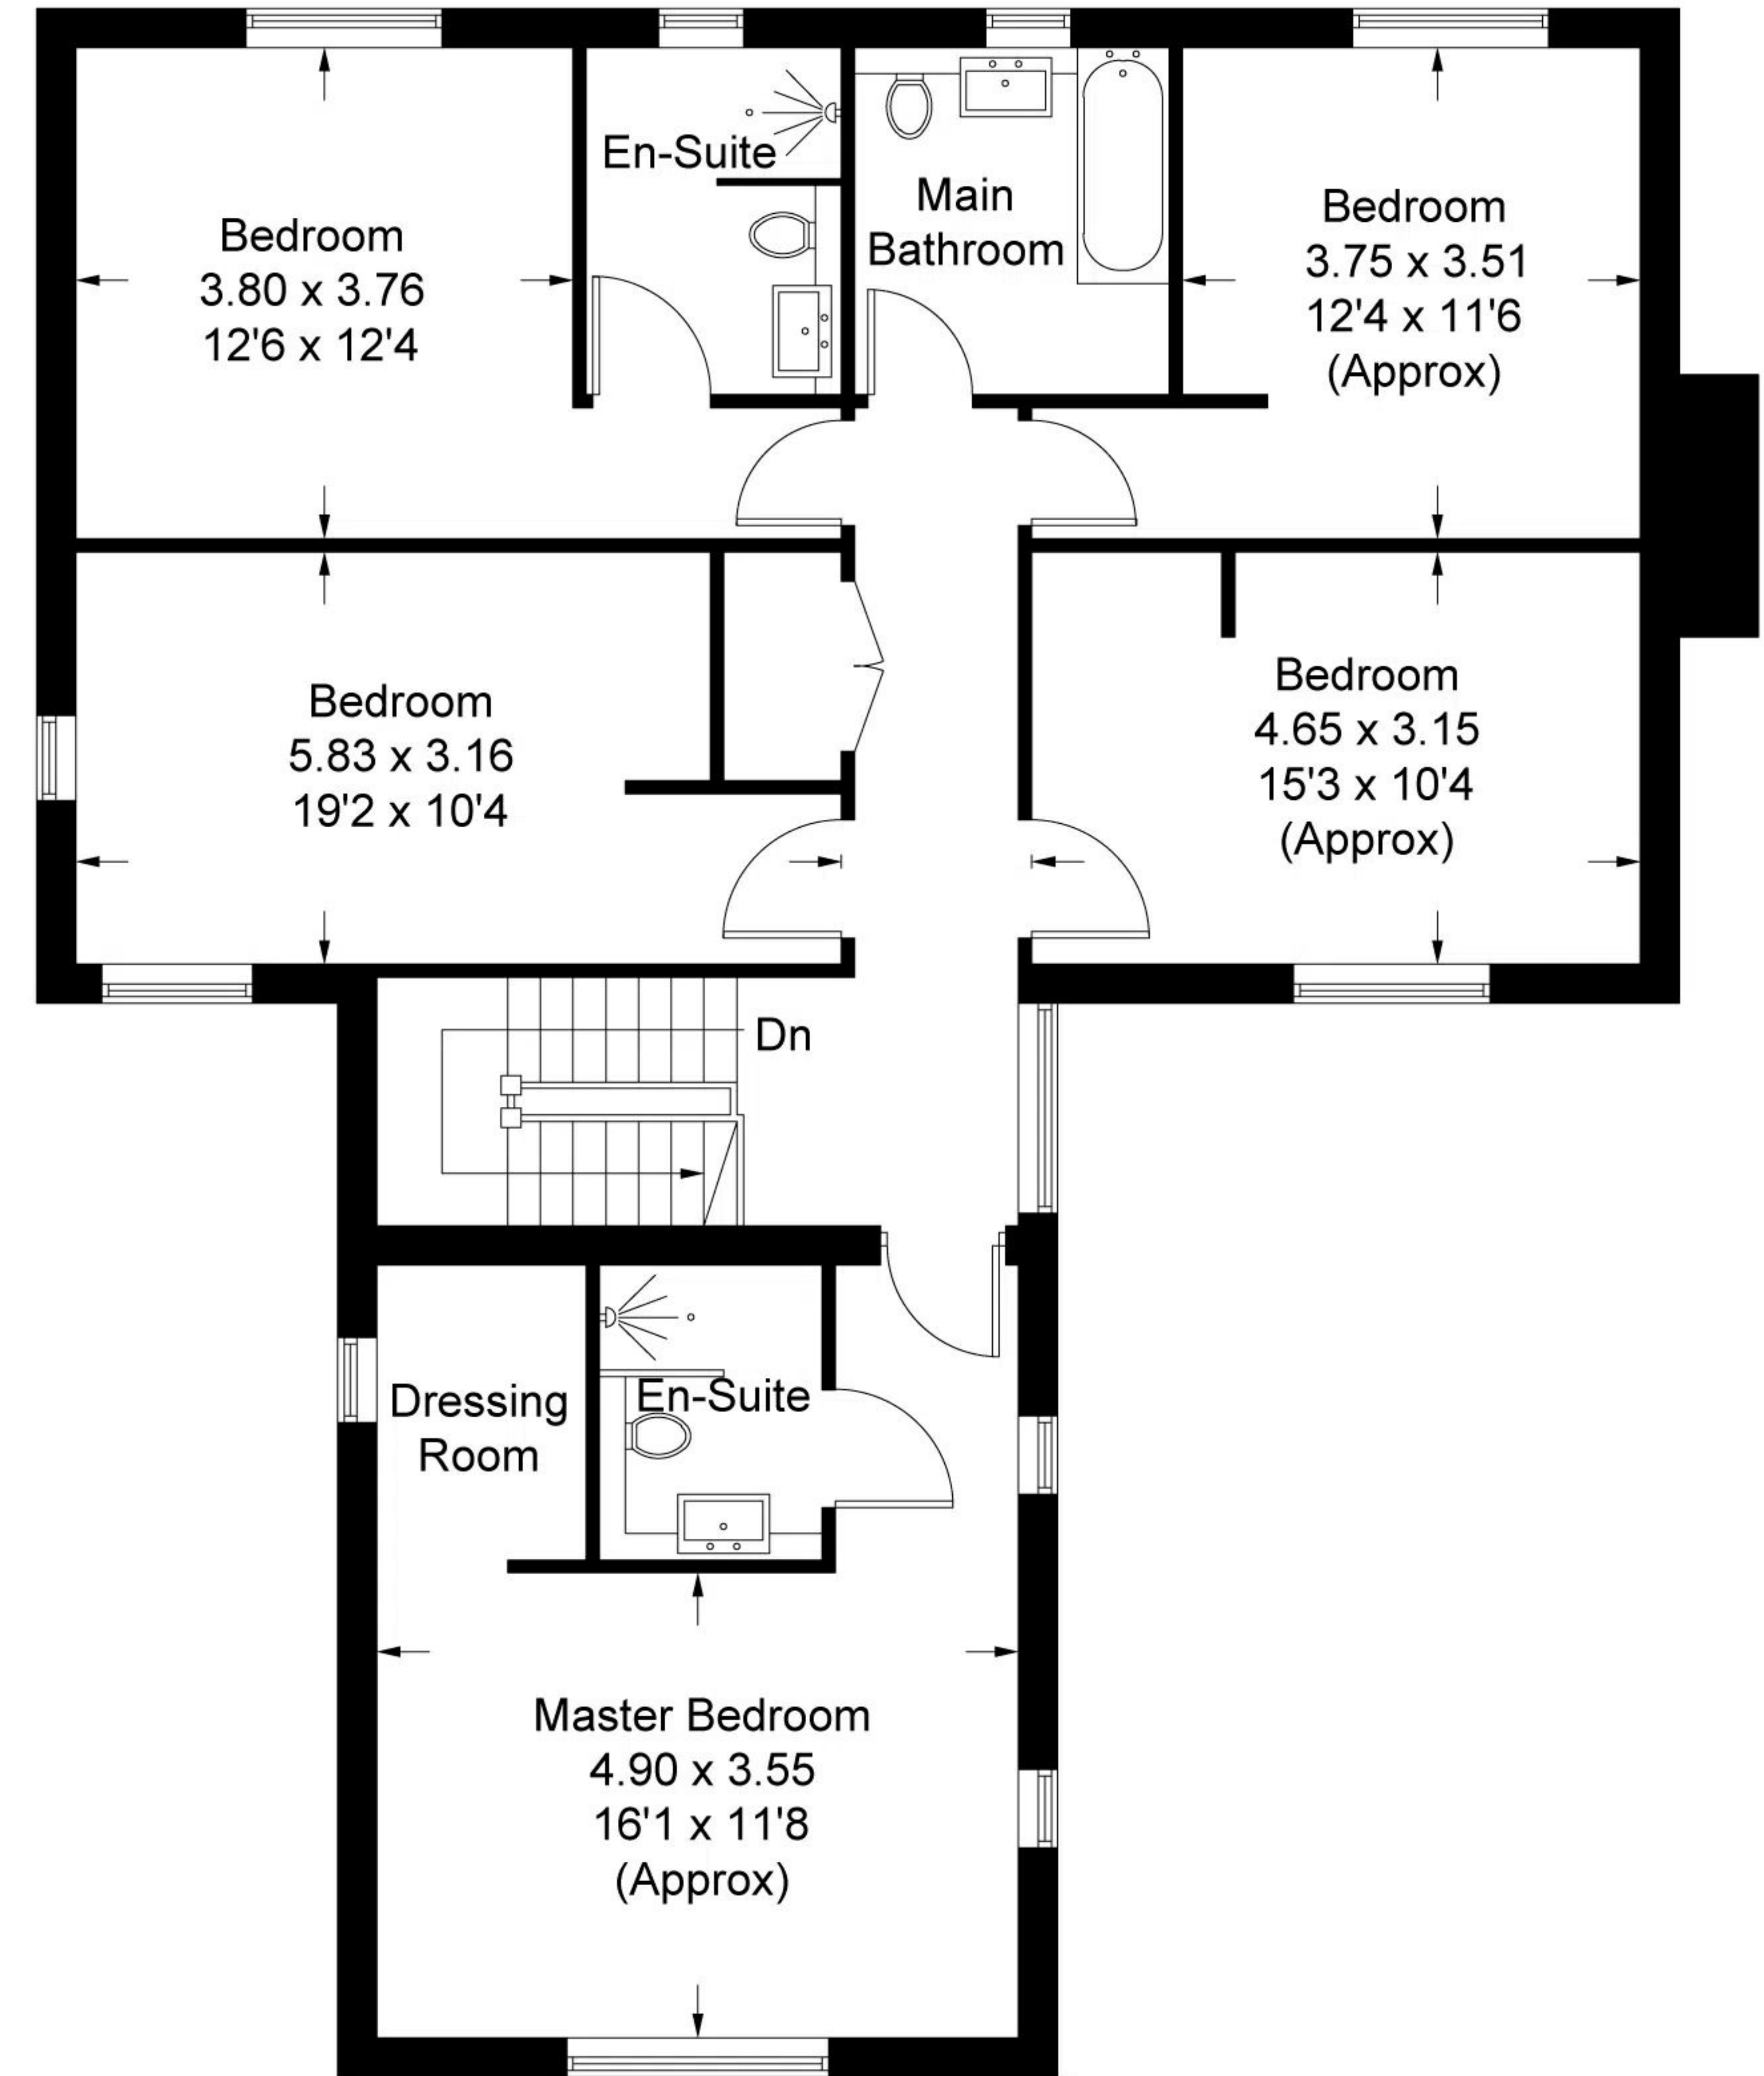 Bedroom
3.80 x 3.76
12'6 x 12'4
En-Suite
Main
Bathroom
Bedroom
3.75 x 3.51
12'4 x 11'6
(Approx)
Bedroom
5.83 x 3.16
19'2 x 10'4
Bedroom
4.65 x 3.15
15'3 x 10'4
(Approx)
Dn
Dressing
Room
En-Suite
Master Bedroom
4.90 x 3.55
16'1 x 11'8
(Approx)